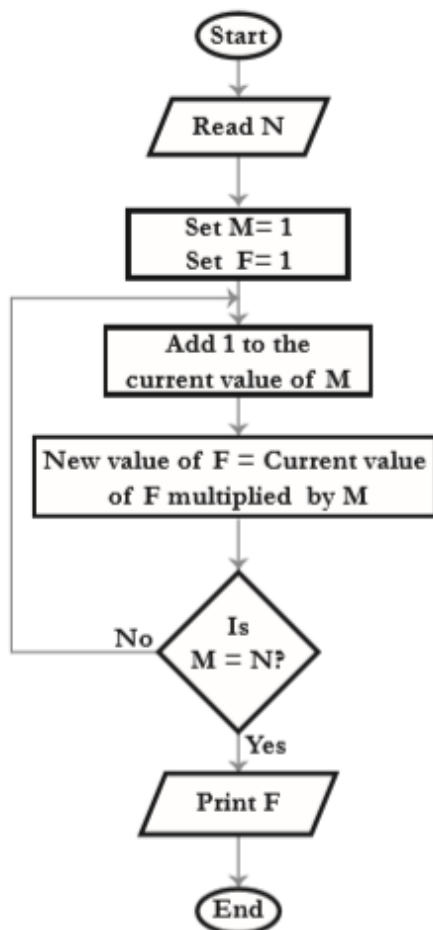 Start
Read N
Set M= 1
Set F= 1
Add 1 to the
current value of M
New value of F = Current value
of F multiplied by M
Is
M = N?
No
Yes
Print F
End